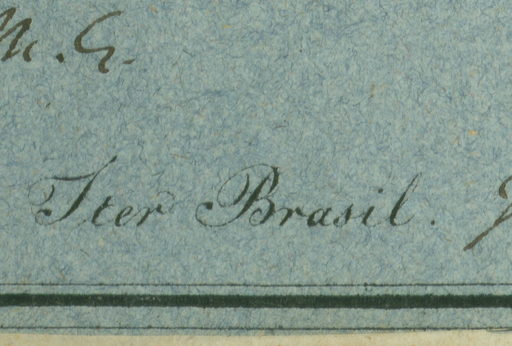 M. G.
Iter Brasil.